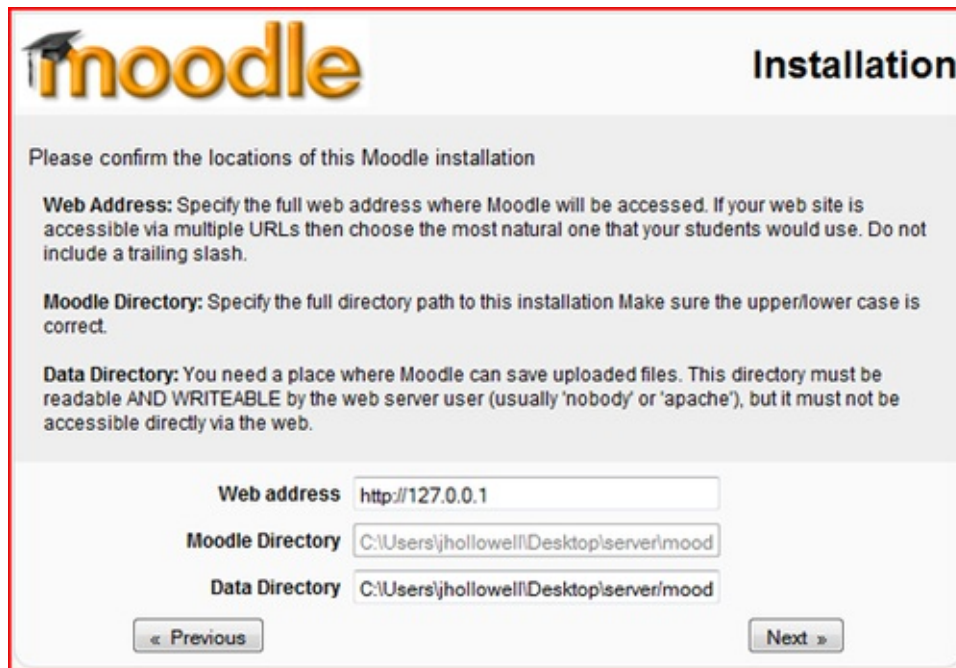 moodle
Installation
Please confirm the locations of this Moodle installation
Web Address: Specify the full web address where Moodle will be accessed. If your web site is
accessible via multiple URLs then choose the most natural one that your students would use. Do not
include a trailing slash.
Moodle Directory: Specify the full directory path to this installation Make sure the upper/lower case is
correct.
Data Directory: You need a place where Moodle can save uploaded files. This directory must be
readable AND WRITEABLE by the web server user (usually 'nobody' or 'apache'), but it must not be
accessible directly via the web.
Web address http://127.0.0.1
Moodle Directory C:\Users\jhollowell\Desktop\server\mood
Data Directory C:\Users\jhollowell\Desktop\server/mood
« Previous Next »